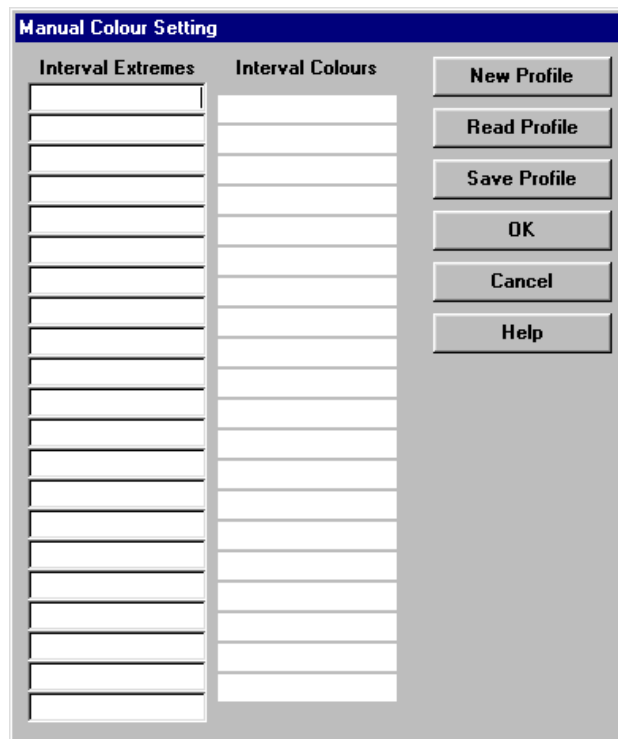 Manual Colour Setting
Interval Extremes
Interval Colours
New Profile
Read Profile
Save Profile
OK
Cancel
Help